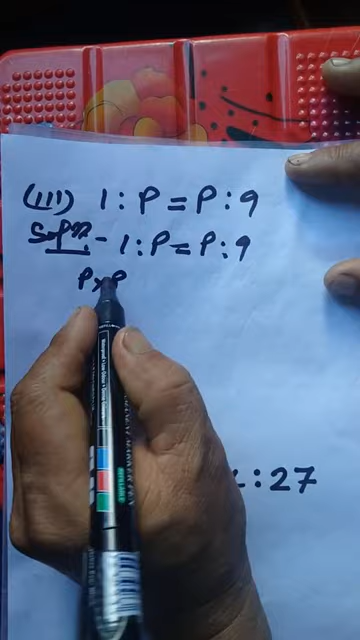 (III) 1 : P = P : 9
Solⁿ - 1 : P = P : 9
P × P
: 27